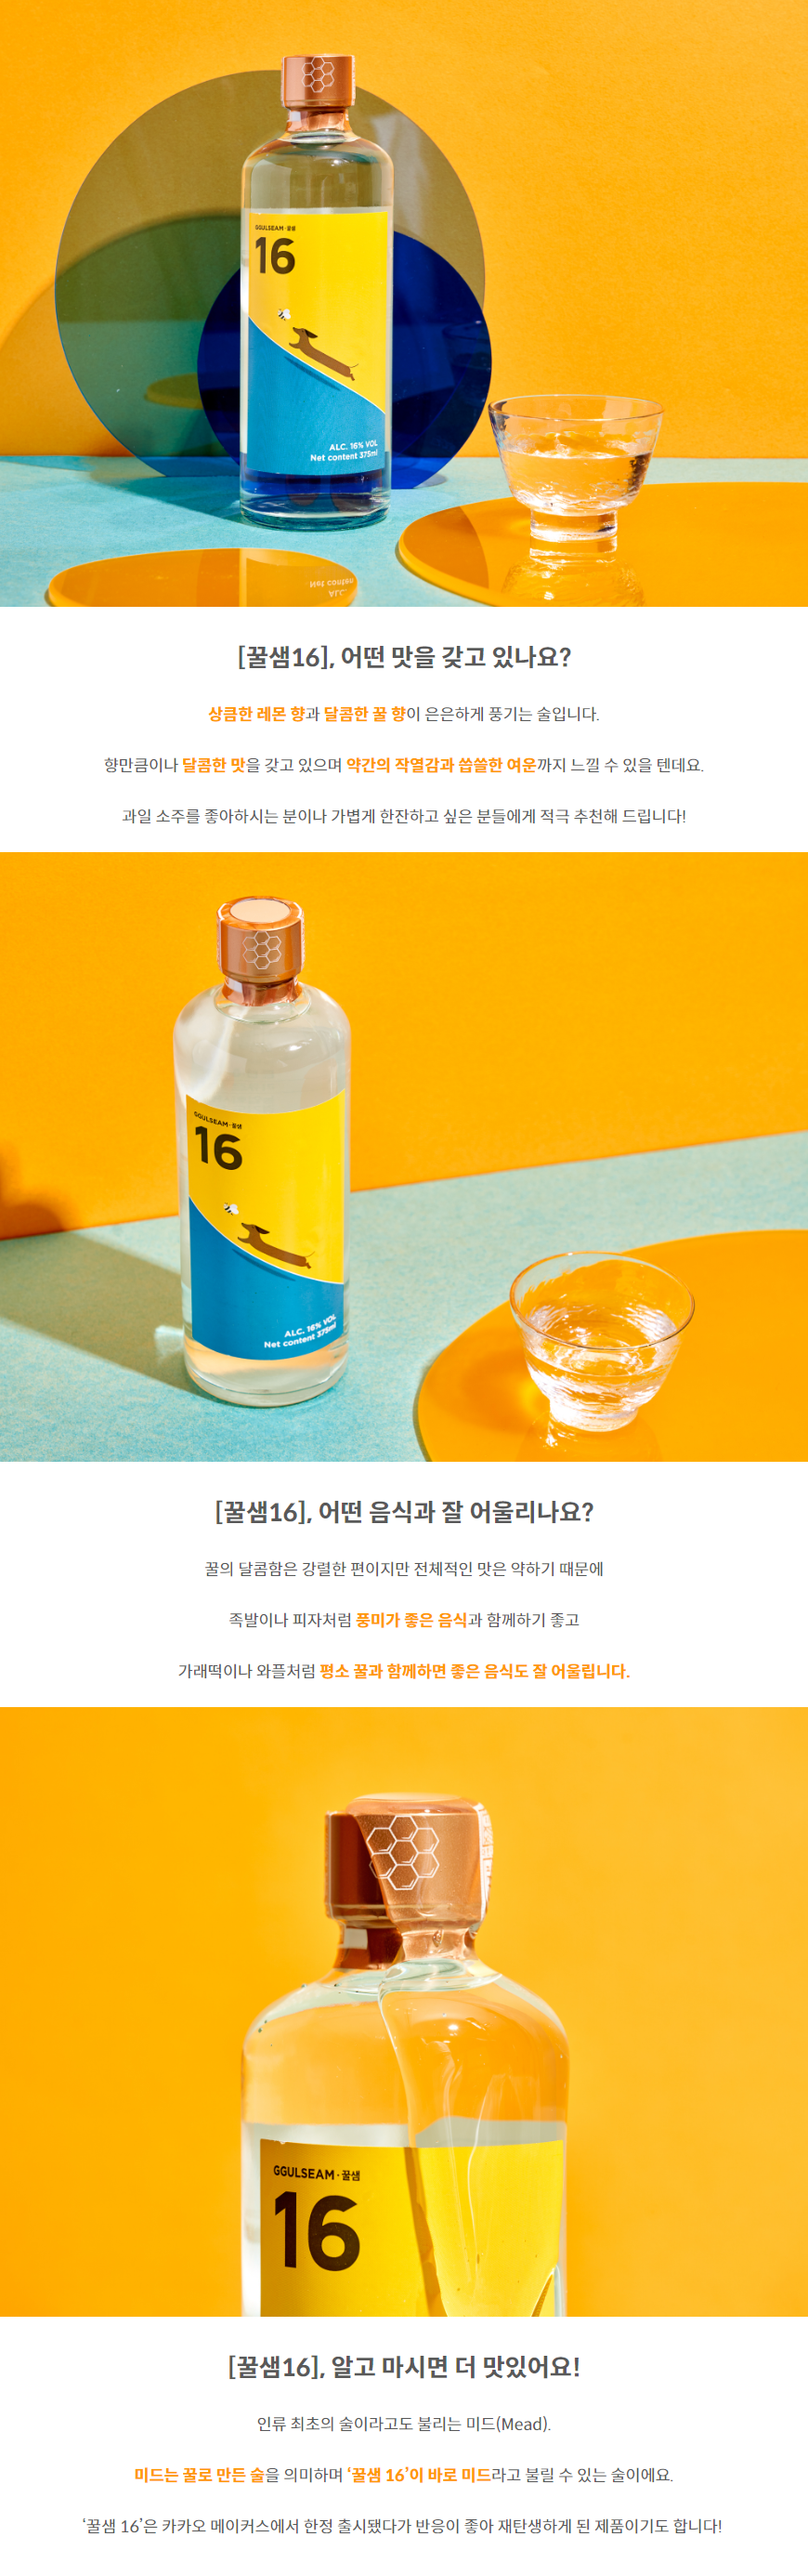 GGULSEAM · 꿀샘
16
ALC. 16% VOL
Net content 375ml
Net conten
ALC.
[꿀샘16], 어떤 맛을 갖고 있나요?
상큼한 레몬 향과 달콤한 꿀 향이 은은하게 풍기는 술입니다.
향만큼이나 달콤한 맛을 갖고 있으며 약간의 작열감과 씁쓸한 여운까지 느낄 수 있을 텐데요.
과일 소주를 좋아하시는 분이나 가볍게 한잔하고 싶은 분들에게 적극 추천해 드립니다!
GGULSEAM · 꿀샘
16
ALC. 16% VOL
Net content 375ml
[꿀샘16], 어떤 음식과 잘 어울리나요?
꿀의 달콤함은 강렬한 편이지만 전체적인 맛은 약하기 때문에
족발이나 피자처럼 풍미가 좋은 음식과 함께하기 좋고
가래떡이나 와플처럼 평소 꿀과 함께하면 좋은 음식도 잘 어울립니다.
GGULSEAM · 꿀샘
16
[꿀샘16], 알고 마시면 더 맛있어요!
인류 최초의 술이라고도 불리는 미드(Mead).
미드는 꿀로 만든 술을 의미하며 ‘꿀샘 16’이 바로 미드라고 불릴 수 있는 술이에요.
‘꿀샘 16’은 카카오 메이커스에서 한정 출시됐다가 반응이 좋아 재탄생하게 된 제품이기도 합니다!